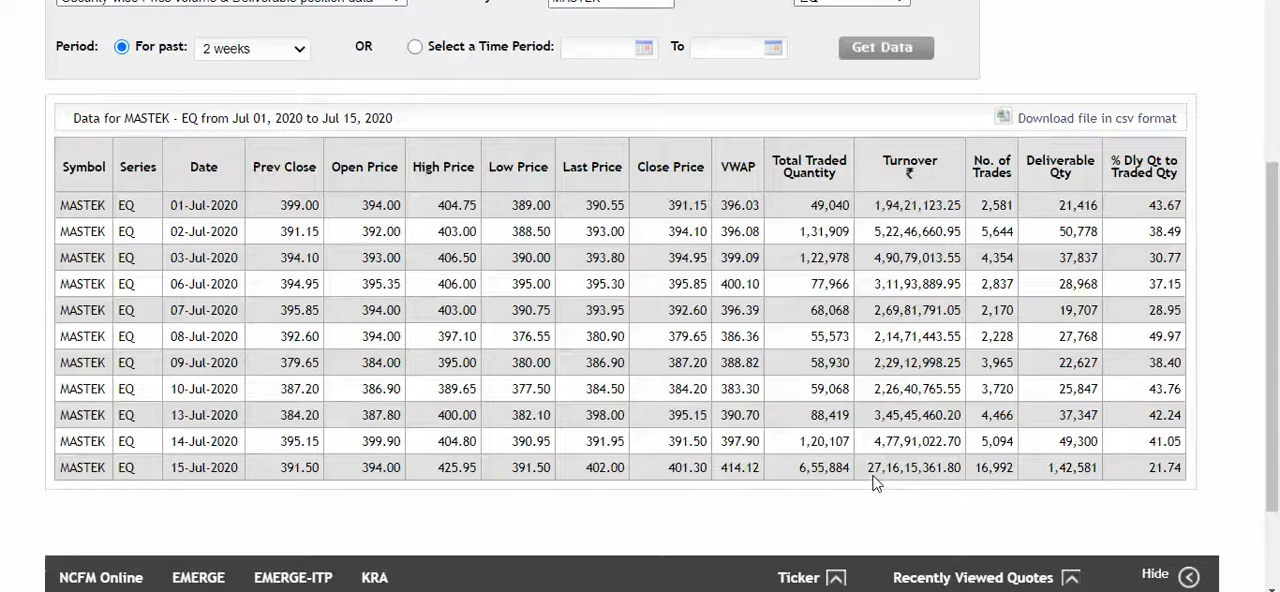 Security-wise Price volume & Deliverable position data MASTEK EQ
Period: For past: 2 weeks OR Select a Time Period: To Get Data
Data for MASTEK - EQ from Jul 01, 2020 to Jul 15, 2020 Download file in csv format
Symbol Series Date Prev Close Open Price High Price Low Price Last Price Close Price VWAP Total Traded Quantity Turnover ₹ No. of Trades Deliverable Qty % Dly Qt to Traded Qty
MASTEK EQ 01-Jul-2020 399.00 394.00 404.75 389.00 390.55 391.15 396.03 49,040 1,94,21,123.25 2,581 21,416 43.67
MASTEK EQ 02-Jul-2020 391.15 392.00 403.00 388.50 393.00 394.10 396.08 1,31,909 5,22,46,660.95 5,644 50,778 38.49
MASTEK EQ 03-Jul-2020 394.10 393.00 406.50 390.00 393.80 394.95 399.09 1,22,978 4,90,79,013.55 4,354 37,837 30.77
MASTEK EQ 06-Jul-2020 394.95 395.35 406.00 395.00 395.30 395.85 400.10 77,966 3,11,93,889.95 2,837 28,968 37.15
MASTEK EQ 07-Jul-2020 395.85 394.00 403.00 390.75 393.95 392.60 396.39 68,068 2,69,81,791.05 2,170 19,707 28.95
MASTEK EQ 08-Jul-2020 392.60 394.00 397.10 376.55 380.90 379.65 386.36 55,573 2,14,71,443.55 2,228 27,768 49.97
MASTEK EQ 09-Jul-2020 379.65 384.00 395.00 380.00 386.90 387.20 388.82 58,930 2,29,12,998.25 3,965 22,627 38.40
MASTEK EQ 10-Jul-2020 387.20 386.90 389.65 377.50 384.50 384.20 383.30 59,068 2,26,40,765.55 3,720 25,847 43.76
MASTEK EQ 13-Jul-2020 384.20 387.80 400.00 382.10 398.00 395.15 390.70 88,419 3,45,45,460.20 4,466 37,347 42.24
MASTEK EQ 14-Jul-2020 395.15 399.90 404.80 390.95 391.95 391.50 397.90 1,20,107 4,77,91,022.70 5,094 49,300 41.05
MASTEK EQ 15-Jul-2020 391.50 394.00 425.95 391.50 402.00 401.30 414.12 6,55,884 27,16,15,361.80 16,992 1,42,581 21.74
NCFM Online EMERGE EMERGE-ITP KRA Ticker Recently Viewed Quotes Hide